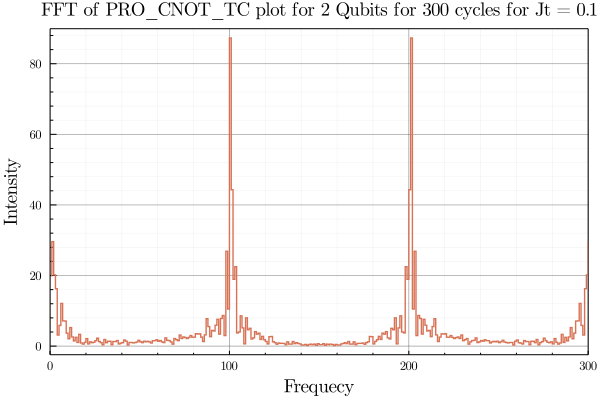 FFT of PRO_CNOT_TC plot for 2 Qubits for 300 cycles for Jt = 0.1
80
60
40
20
0
Intensity
0 100 200 300
Frequecy